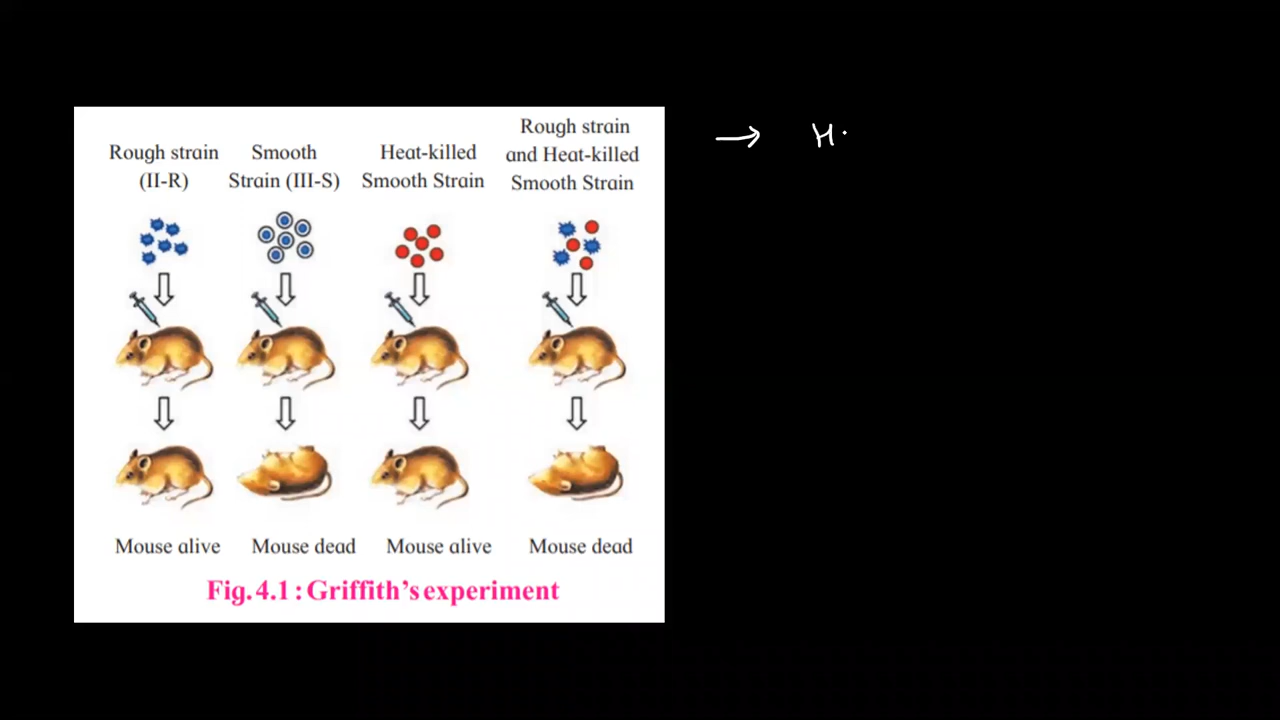 Rough strain
(II-R)
Smooth
Strain (III-S)
Heat-killed
Smooth Strain
Rough strain
and Heat-killed
Smooth Strain
Mouse alive
Mouse dead
Mouse alive
Mouse dead
Fig. 4.1 : Griffith's experiment
→ H.